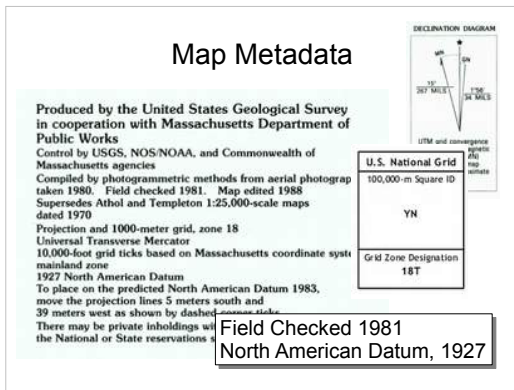 Map Metadata
DECLINATION DIAGRAM
MN
GN
15°
267 MILS
1°56'
34 MILS
UTM and convergence
Produced by the United States Geological Survey
in cooperation with Massachusetts Department of
Public Works
Control by USGS, NOS/NOAA, and Commonwealth of
Massachusetts agencies
Compiled by photogrammetric methods from aerial photograp
taken 1980. Field checked 1981. Map edited 1988
Supersedes Athol and Templeton 1:25,000-scale maps
dated 1970
Projection and 1000-meter grid, zone 18
Universal Transverse Mercator
10,000-foot grid ticks based on Massachusetts coordinate syste
mainland zone
1927 North American Datum
To place on the predicted North American Datum 1983,
move the projection lines 5 meters south and
39 meters west as shown by dashed corner ticks
There may be private inholdings wi
the National or State reservations s
U.S. National Grid
100,000-m Square ID
YN
Grid Zone Designation
18T
Field Checked 1981
North American Datum, 1927